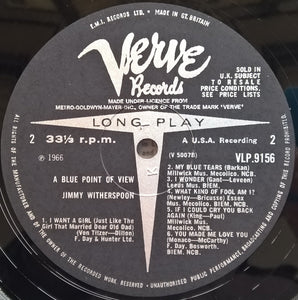 E.M.I. RECORDS LTD. MADE IN GT. BRITAIN
Verve
Records
SOLD IN
U.K. SUBJECT
TO RESALE
PRICE CONDITIONS,
SEE PRICE LISTS
MADE UNDER LICENCE FROM
METRO-GOLDWYN-MAYER INC., OWNER OF THE TRADE MARK "VERVE"
LONG PLAY
2 33⅓ r.p.m.
A U.S.A. Recording 2
℗ 1966
(V 5007B)
VLP.9156
A BLUE POINT OF VIEW
JIMMY WITHERSPOON
1. I WANT A GIRL (Just Like The
Girl That Married Dear Old Dad)
(Von Tilzer—Dillon)
F. Day & Hunter Ltd.
2. MY BLUE TEARS (Barkan)
Millwick Mus. Mecolico. NCB.
3. I WONDER (Gant—Leveen)
Leeds Mus. BIEM.
4. WHAT KIND OF FOOL AM I?
(Newley—Bricusse) Essex
Mus. Mecolico. NCB.
5. IF I COULD CRY YOU BACK
AGAIN (King—Paul)
Millwick Mus. Mecolico. NCB.
6. YOU MADE ME LOVE YOU
(Monaco—McCarthy)
F. Day. BIEM.
ALL RIGHTS OF THE MANUFACTURER AND OF THE OWNER OF THE RECORDED WORK RESERVED · UNAUTHORISED PUBLIC PERFORMANCE, BROADCASTING AND COPYING OF THIS RECORD PROHIBITED